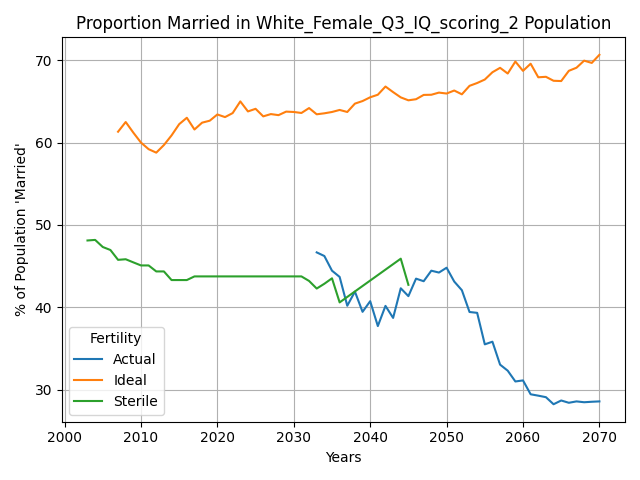 Proportion Married in White_Female_Q3_IQ_scoring_2 Population
% of Population 'Married'
70
60
50
40
30
Fertility
Actual
Ideal
Sterile
2000 2010 2020 2030 2040 2050 2060 2070
Years